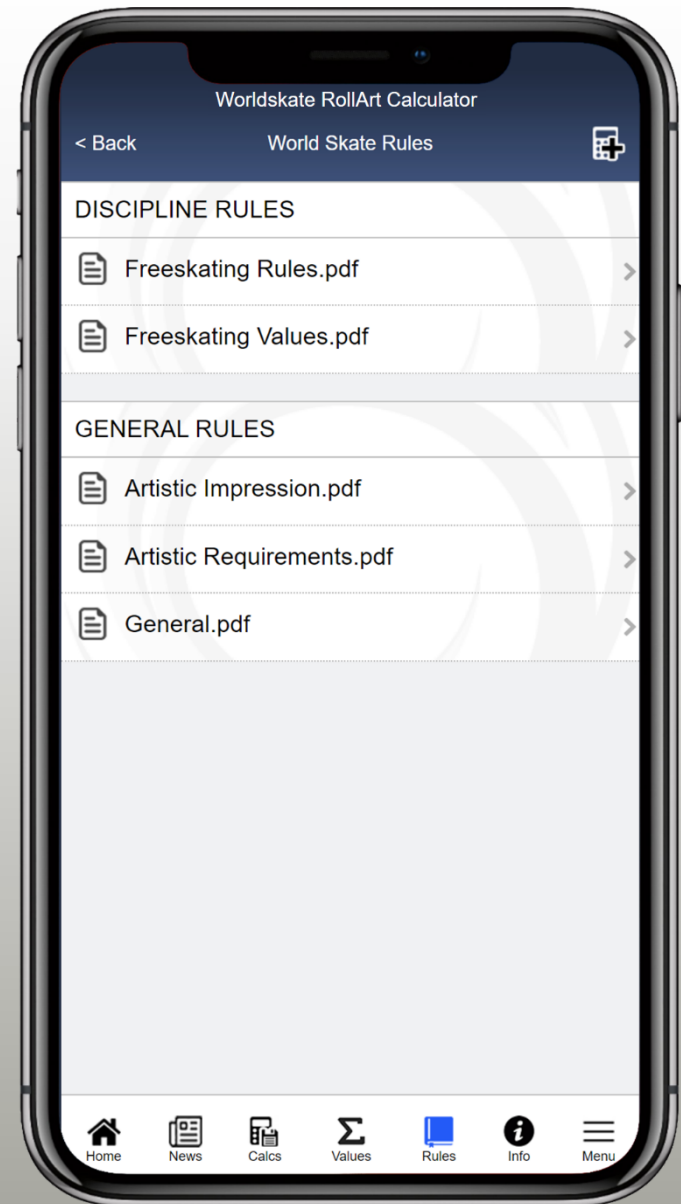 Worldskate RollArt Calculator
< Back World Skate Rules
DISCIPLINE RULES
Freeskating Rules.pdf
Freeskating Values.pdf
GENERAL RULES
Artistic Impression.pdf
Artistic Requirements.pdf
General.pdf
Home News Calcs Values Rules Info Menu